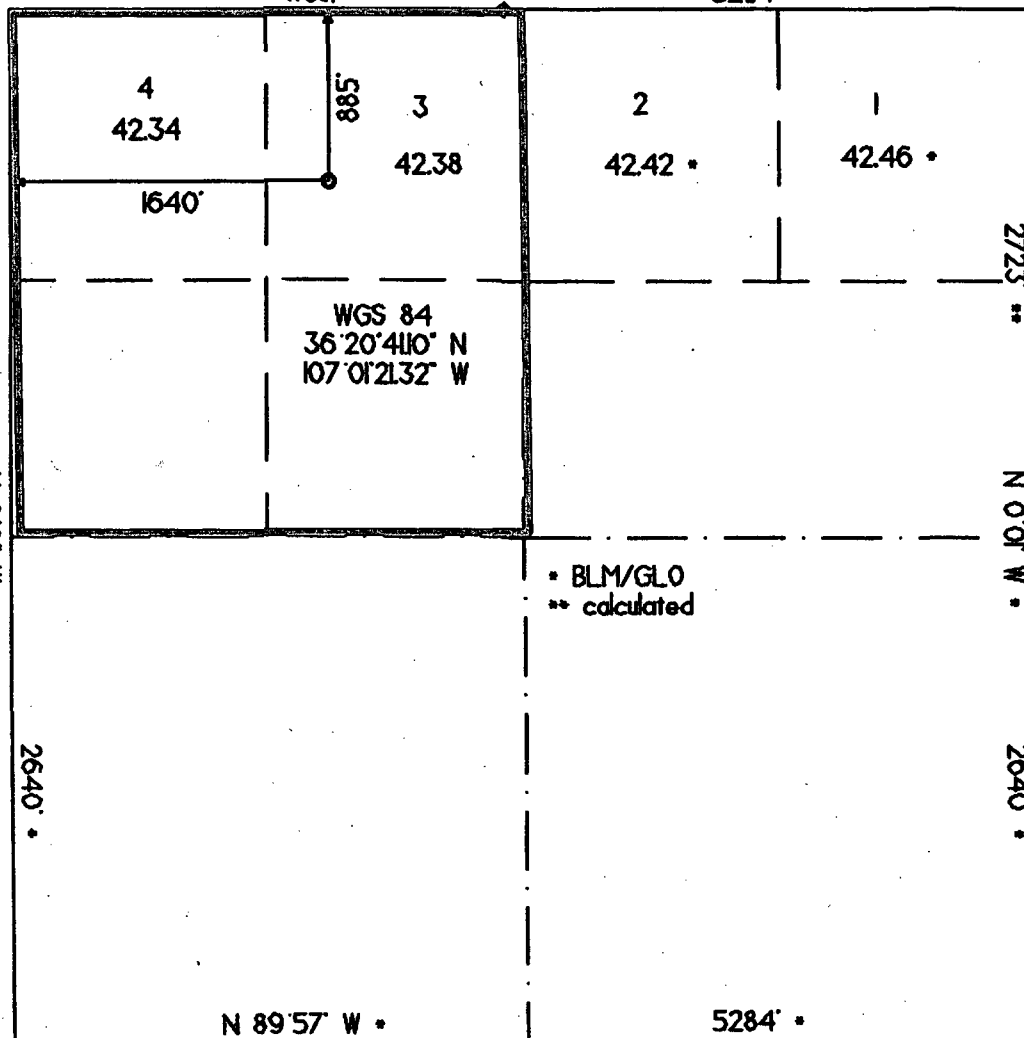 4
42.34
885'
3
42.38
2
42.42 *
1
42.46 *
1640'
2723' **
WGS 84
36°20'41.10" N
107°01'21.32" W
N 0°01' W *
* BLM/GLO
** calculated
2640' *
2640' *
N 89°57' W *
5284' *